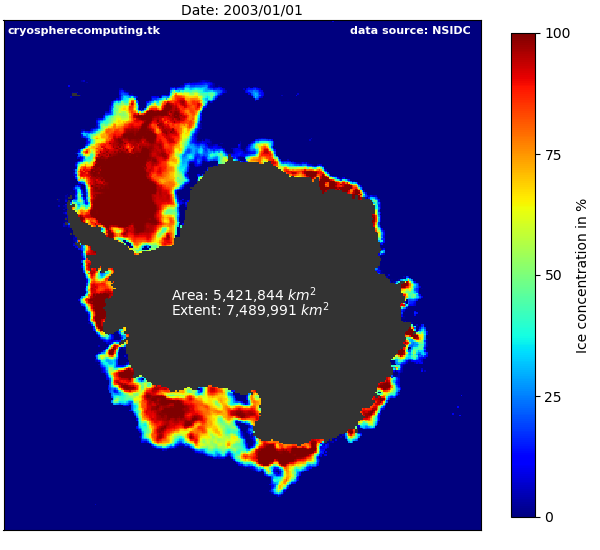 Date: 2003/01/01
cryospherecomputing.tk
data source: NSIDC
100
75
50
25
0
Ice concentration in %
Area: 5,421,844 km²
Extent: 7,489,991 km²